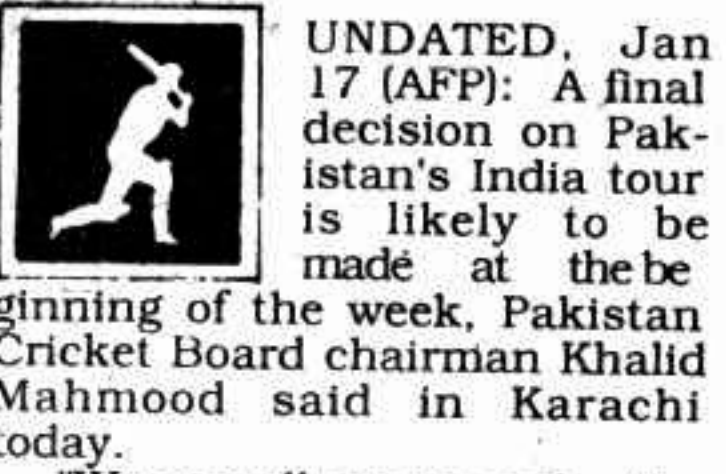 UNDATED, Jan
17 (AFP): A final
decision on Pak-
istan's India tour
is likely to be
made at the be
ginning of the week, Pakistan
Cricket Board chairman Khalid
Mahmood said in Karachi
today.